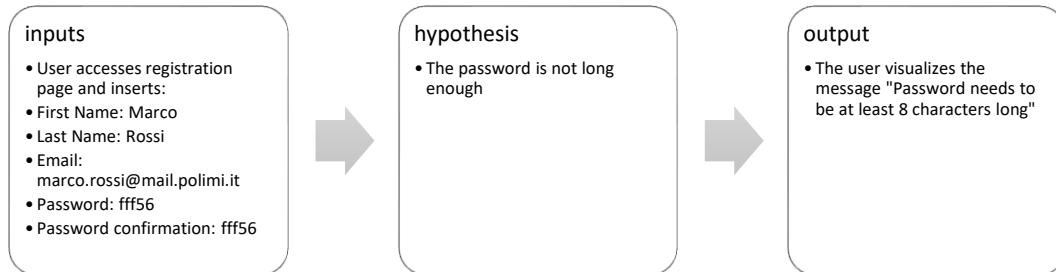 inputs
• User accesses registration
page and inserts:
• First Name: Marco
• Last Name: Rossi
• Email:
marco.rossi@mail.polimi.it
• Password: fff56
• Password confirmation: fff56
hypothesis
• The password is not long
enough
output
• The user visualizes the
message "Password needs to
be at least 8 characters long"